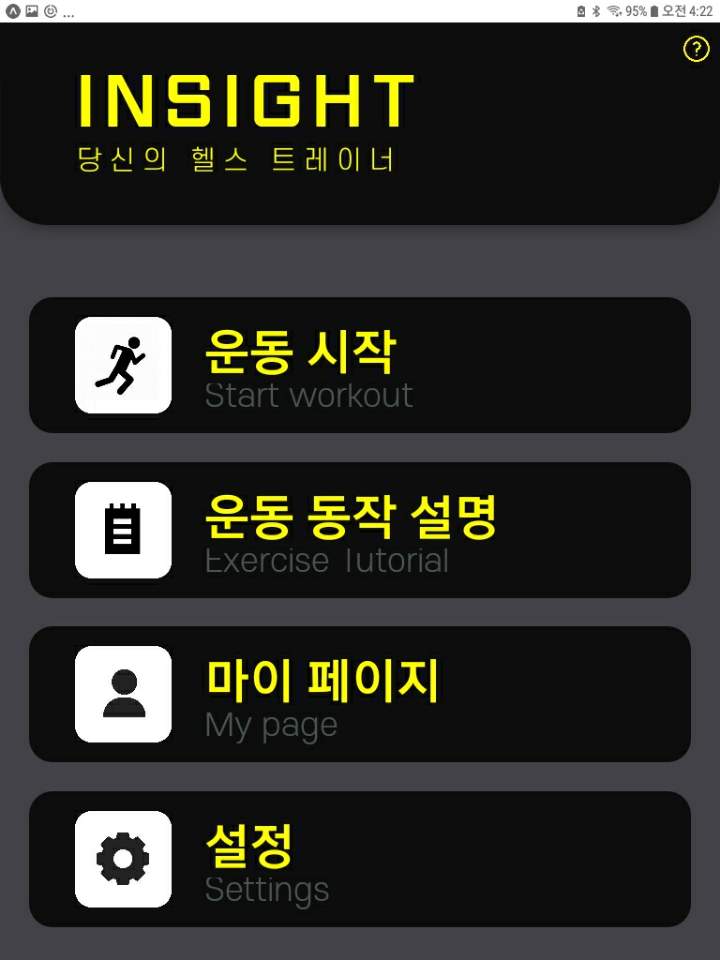 ... 95% 오전 4:22
?
INSIGHT
당신의 헬스 트레이너
운동 시작
Start workout
운동 동작 설명
Exercise Tutorial
마이 페이지
My page
설정
Settings